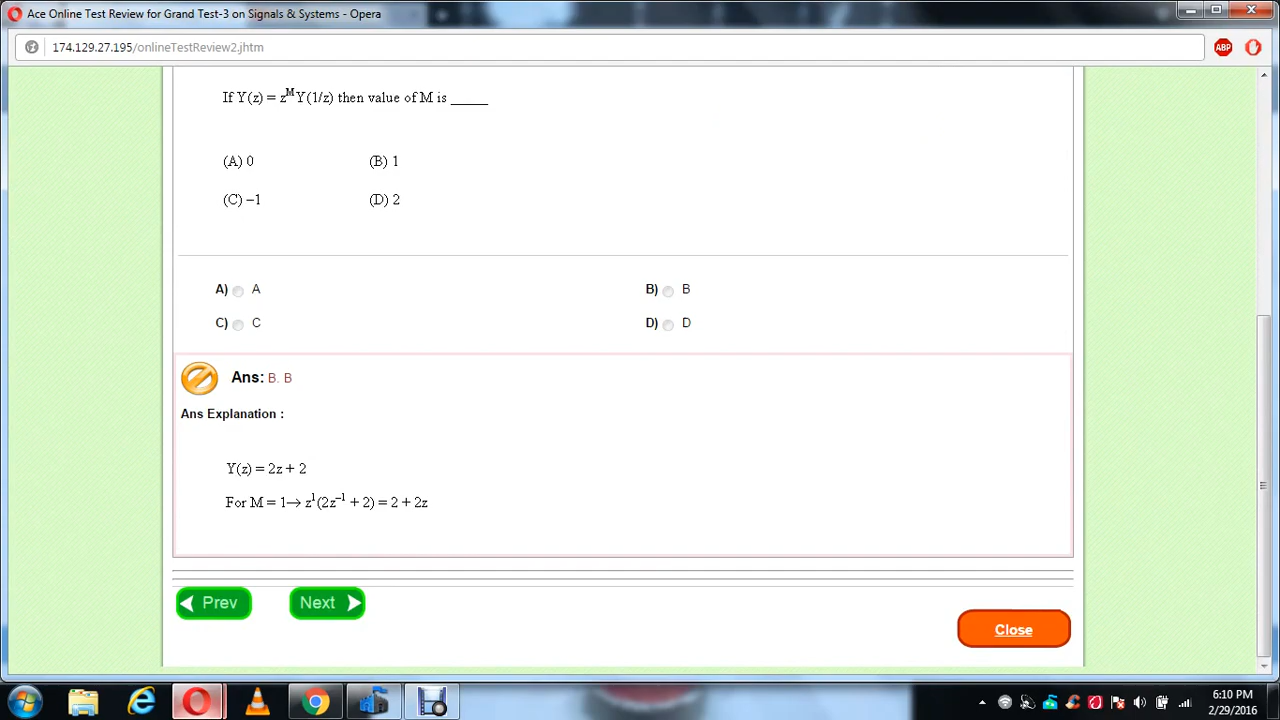 Ace Online Test Review for Grand Test-3 on Signals & Systems - Opera
174.129.27.195/onlineTestReview2.jhtm
ABP
If Y(z) = z^M Y(1/z) then value of M is _____
(A) 0 (B) 1
(C) –1 (D) 2
A) A B) B
C) C D) D
Ans: B. B
Ans Explanation :
Y(z) = 2z + 2
For M = 1→ z^1(2z^–1 + 2) = 2 + 2z
Prev Next
Close
6:10 PM
2/29/2016